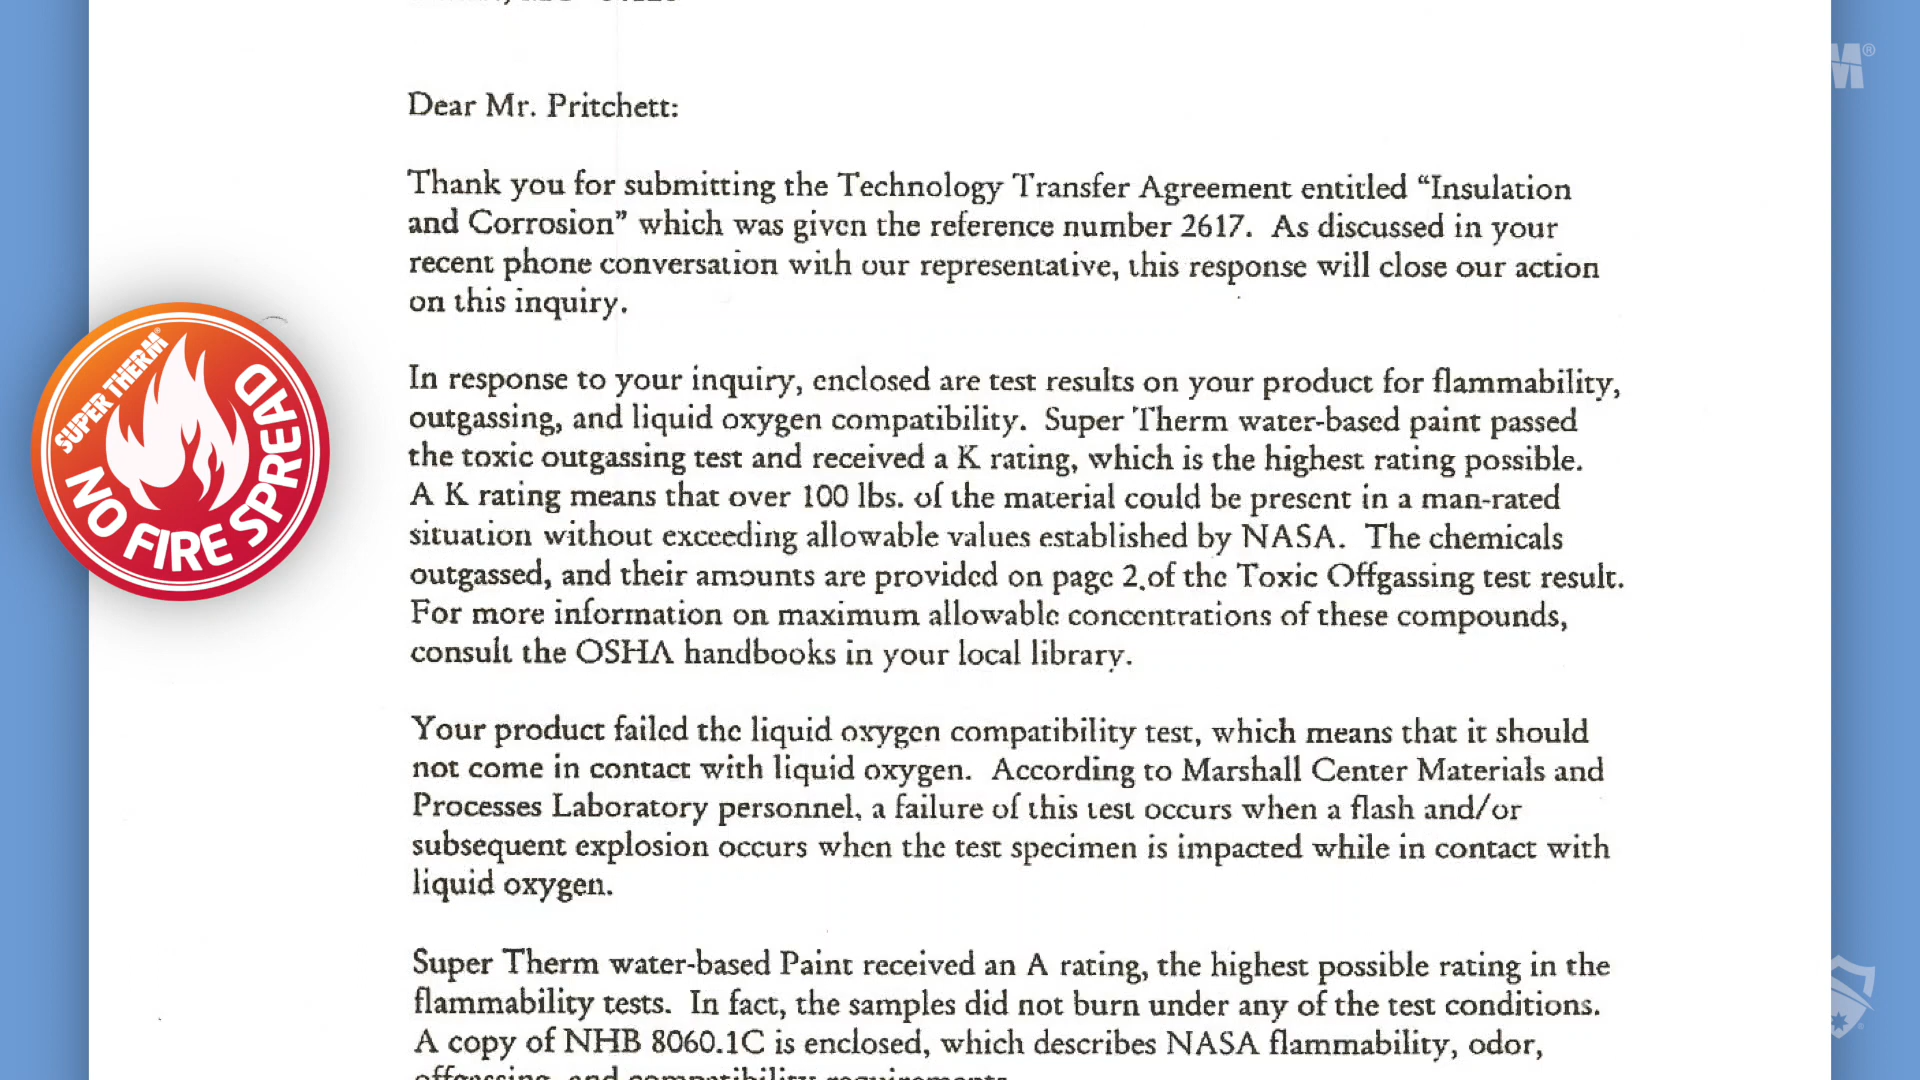 Dear Mr. Pritchett:
Thank you for submitting the Technology Transfer Agreement entitled “Insulation
and Corrosion” which was given the reference number 2617. As discussed in your
recent phone conversation with our representative, this response will close our action
on this inquiry.
In response to your inquiry, enclosed are test results on your product for flammability,
outgassing, and liquid oxygen compatibility. Super Therm water-based paint passed
the toxic outgassing test and received a K rating, which is the highest rating possible.
A K rating means that over 100 lbs. of the material could be present in a man-rated
situation without exceeding allowable values established by NASA. The chemicals
outgassed, and their amounts are provided on page 2 of the Toxic Offgassing test result.
For more information on maximum allowable concentrations of these compounds,
consult the OSHA handbooks in your local library.
Your product failed the liquid oxygen compatibility test, which means that it should
not come in contact with liquid oxygen. According to Marshall Center Materials and
Processes Laboratory personnel, a failure of this test occurs when a flash and/or
subsequent explosion occurs when the test specimen is impacted while in contact with
liquid oxygen.
Super Therm water-based Paint received an A rating, the highest possible rating in the
flammability tests. In fact, the samples did not burn under any of the test conditions.
A copy of NHB 8060.1C is enclosed, which describes NASA flammability, odor,
offgassing, and compatibility requirements.
SUPER THERM®
NO FIRE SPREAD
M®